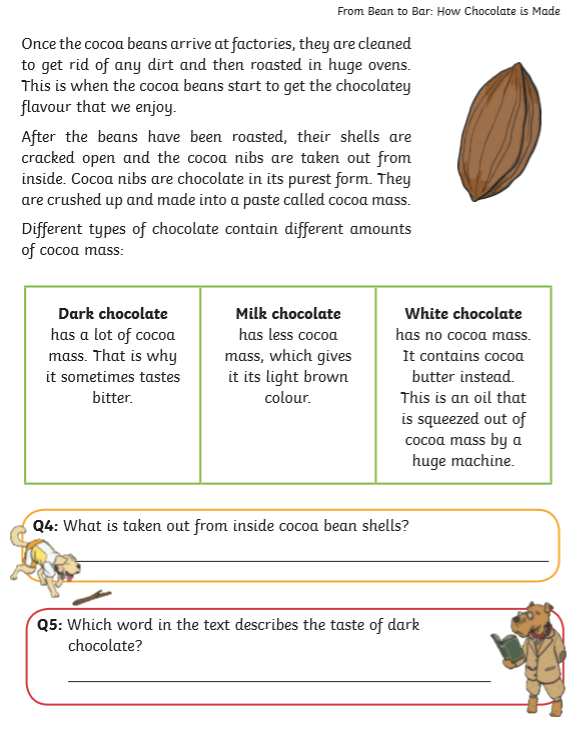 From Bean to Bar: How Chocolate is Made
Once the cocoa beans arrive at factories, they are cleaned
to get rid of any dirt and then roasted in huge ovens.
This is when the cocoa beans start to get the chocolatey
flavour that we enjoy.
After the beans have been roasted, their shells are
cracked open and the cocoa nibs are taken out from
inside. Cocoa nibs are chocolate in its purest form. They
are crushed up and made into a paste called cocoa mass.
Different types of chocolate contain different amounts
of cocoa mass:
Dark chocolate
has a lot of cocoa
mass. That is why
it sometimes tastes
bitter.
Milk chocolate
has less cocoa
mass, which gives
it its light brown
colour.
White chocolate
has no cocoa mass.
It contains cocoa
butter instead.
This is an oil that
is squeezed out of
cocoa mass by a
huge machine.
Q4: What is taken out from inside cocoa bean shells?
Q5: Which word in the text describes the taste of dark
chocolate?